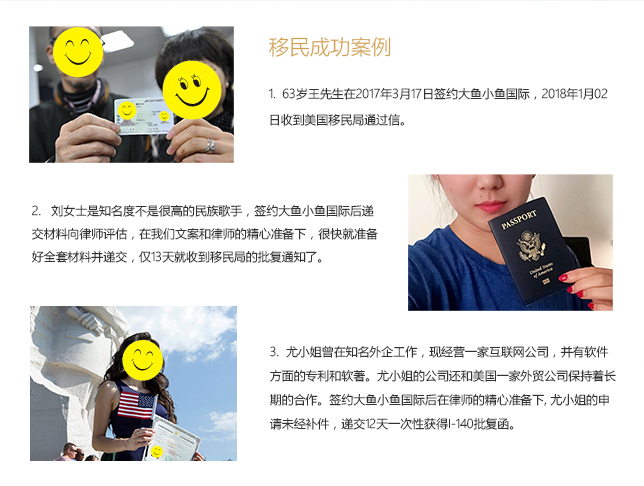 移民成功案例
1. 63岁王先生在2017年3月17日签约大鱼小鱼国际，2018年1月02
日收到美国移民局通过信。
2. 刘女士是知名度不是很高的民族歌手，签约大鱼小鱼国际后递
交材料向律师评估，在我们文案和律师的精心准备下，很快就准备
好全套材料并递交，仅13天就收到移民局的批复通知了。
PASSPORT
United States
of America
3. 尤小姐曾在知名外企工作，现经营一家互联网公司，并有软件
方面的专利和软著。尤小姐的公司还和美国一家外贸公司保持着长
期的合作。签约大鱼小鱼国际后在律师的精心准备下, 尤小姐的申
请未经补件，递交12天一次性获得I-140批复函。